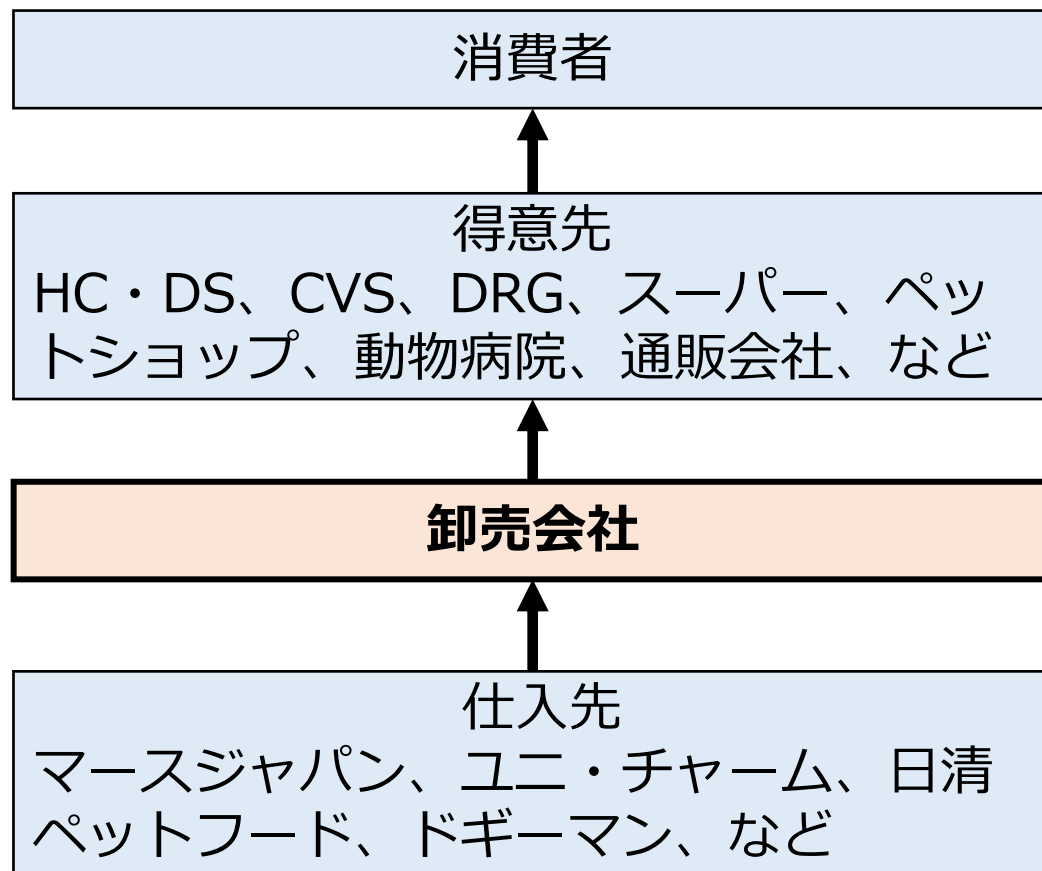 消費者
得意先
HC・DS、CVS、DRG、スーパー、ペッ
トショップ、動物病院、通販会社、など
卸売会社
仕入先
マースジャパン、ユニ・チャーム、日清
ペットフード、ドギーマン、など